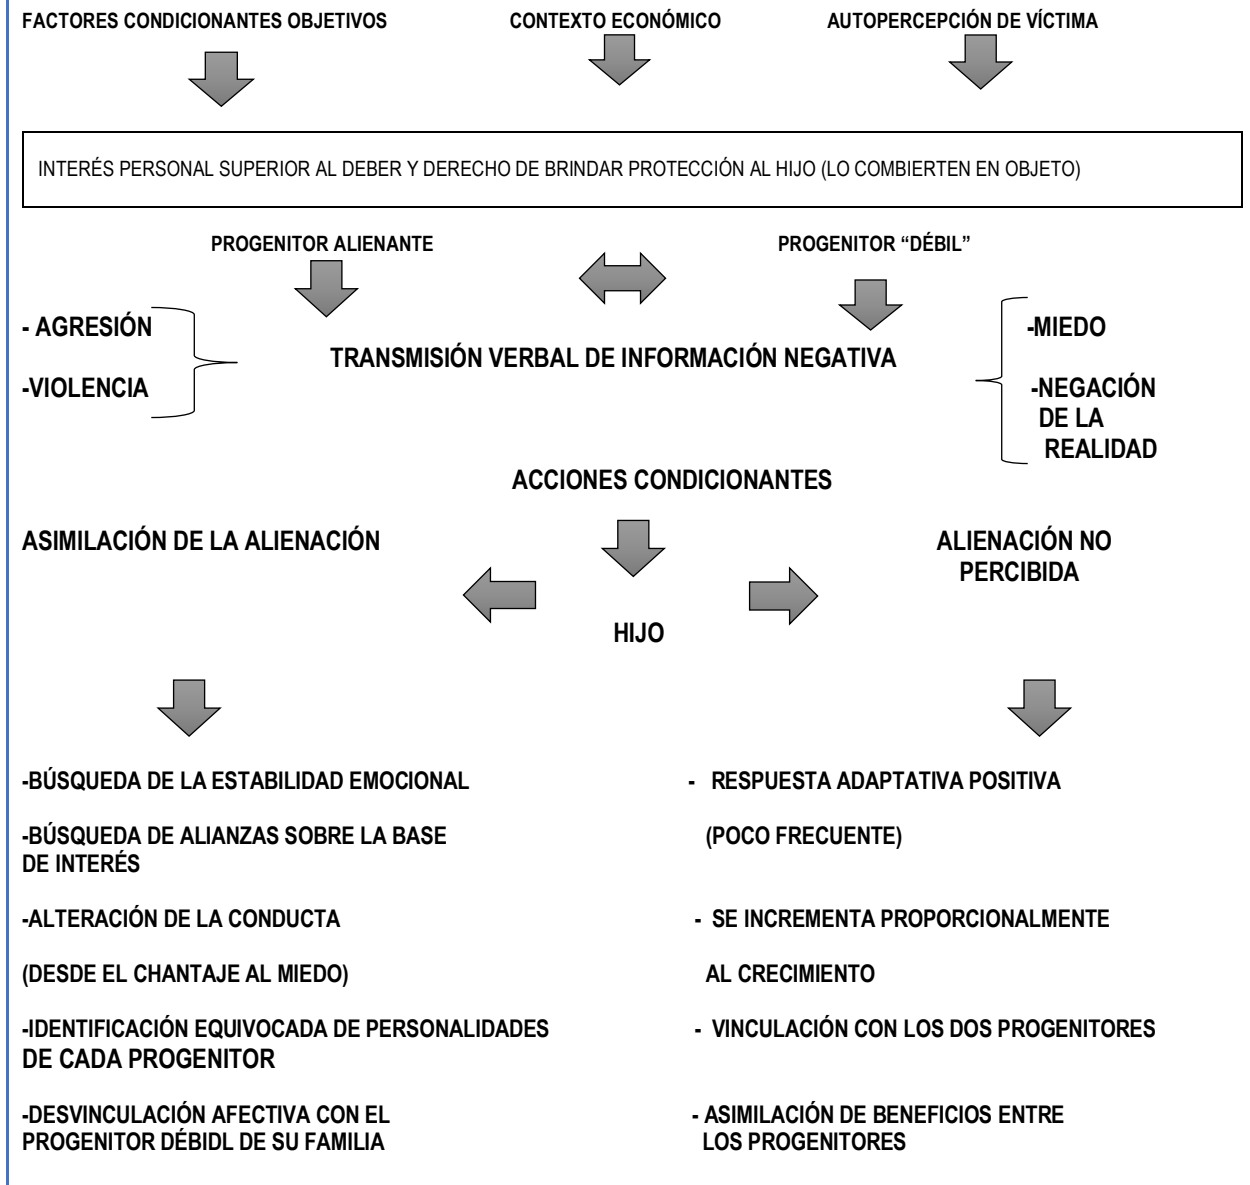 FACTORES CONDICIONANTES OBJETIVOS
CONTEXTO ECONÓMICO
AUTOPERCEPCIÓN DE VÍCTIMA
INTERÉS PERSONAL SUPERIOR AL DEBER Y DERECHO DE BRINDAR PROTECCIÓN AL HIJO (LO COMBIERTEN EN OBJETO)
PROGENITOR ALIENANTE
PROGENITOR “DÉBIL”
- AGRESIÓN
-VIOLENCIA
TRANSMISIÓN VERBAL DE INFORMACIÓN NEGATIVA
-MIEDO
-NEGACIÓN
DE LA
REALIDAD
ACCIONES CONDICIONANTES
ASIMILACIÓN DE LA ALIENACIÓN
ALIENACIÓN NO
PERCIBIDA
HIJO
-BÚSQUEDA DE LA ESTABILIDAD EMOCIONAL
-BÚSQUEDA DE ALIANZAS SOBRE LA BASE
DE INTERÉS
-ALTERACIÓN DE LA CONDUCTA
(DESDE EL CHANTAJE AL MIEDO)
-IDENTIFICACIÓN EQUIVOCADA DE PERSONALIDADES
DE CADA PROGENITOR
-DESVINCULACIÓN AFECTIVA CON EL
PROGENITOR DÉBIDL DE SU FAMILIA
- RESPUESTA ADAPTATIVA POSITIVA
(POCO FRECUENTE)
- SE INCREMENTA PROPORCIONALMENTE
AL CRECIMIENTO
- VINCULACIÓN CON LOS DOS PROGENITORES
- ASIMILACIÓN DE BENEFICIOS ENTRE
LOS PROGENITORES